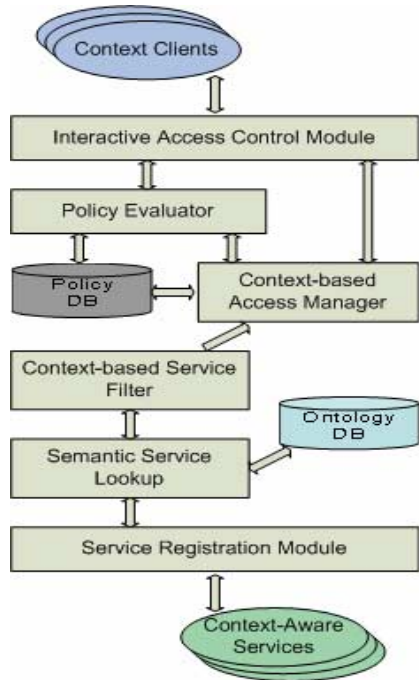 Context Clients
Interactive Access Control Module
Policy Evaluator
Policy
DB
Context-based
Access Manager
Context-based Service
Filter
Ontology
DB
Semantic Service
Lookup
Service Registration Module
Context-Aware
Services